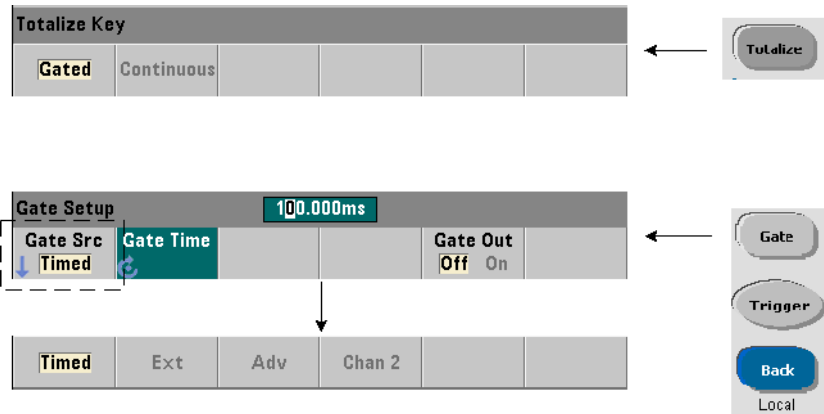 Totalize Key
Gated Continuous
Totalize
Gate Setup 100.000ms
Gate Src Gate Time Gate Out
Timed Off On
Gate
Trigger
Timed Ext Adv Chan 2
Back
Local